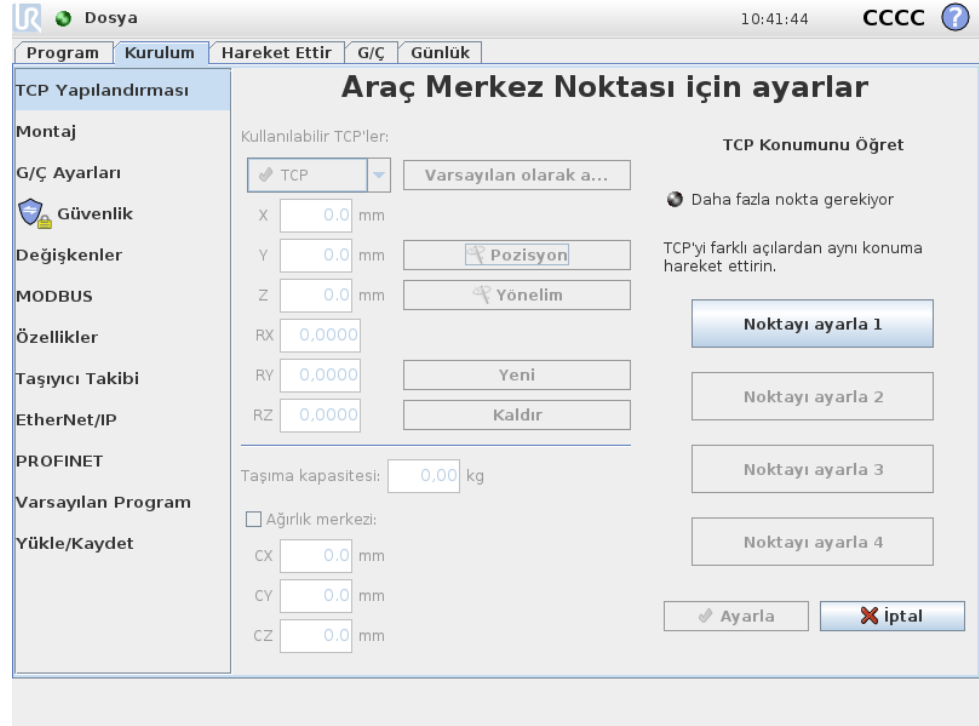 UR Dosya 10:41:44 CCCC ?
Program Kurulum Hareket Ettir G/Ç Günlük
TCP Yapılandırması
Montaj
G/Ç Ayarları
Güvenlik
Değişkenler
MODBUS
Özellikler
Taşıyıcı Takibi
EtherNet/IP
PROFINET
Varsayılan Program
Yükle/Kaydet
Araç Merkez Noktası için ayarlar
Kullanılabilir TCP'ler:
TCP Varsayılan olarak a...
X 0.0 mm
Y 0.0 mm Pozisyon
Z 0.0 mm Yönelim
RX 0,0000
RY 0,0000 Yeni
RZ 0,0000 Kaldır
Taşıma kapasitesi: 0,00 kg
Ağırlık merkezi:
CX 0.0 mm
CY 0.0 mm
CZ 0.0 mm
TCP Konumunu Öğret
Daha fazla nokta gerekiyor
TCP'yi farklı açılardan aynı konuma
hareket ettirin.
Noktayı ayarla 1
Noktayı ayarla 2
Noktayı ayarla 3
Noktayı ayarla 4
Ayarla İptal